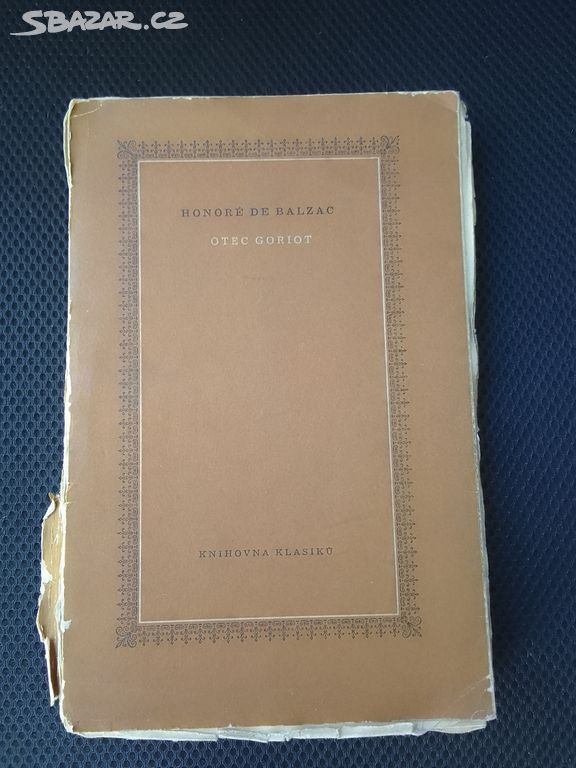 SBAZAR.CZ
HONORÉ DE BALZAC
OTEC GORIOT
KNIHOVNA KLASIKŮ